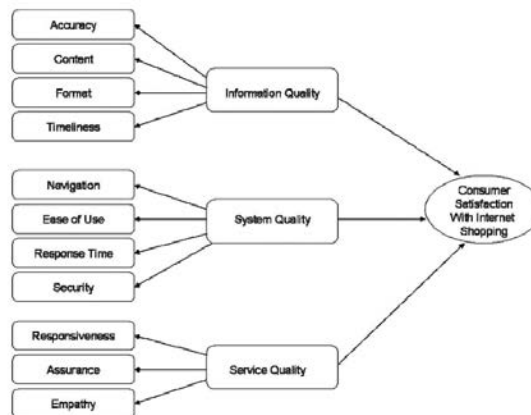 Accuracy
Content
Format
Timeliness
Information Quality
Navigation
Ease of Use
Response Time
Security
System Quality
Consumer
Satisfaction
With Internet
Shopping
Responsiveness
Assurance
Empathy
Service Quality